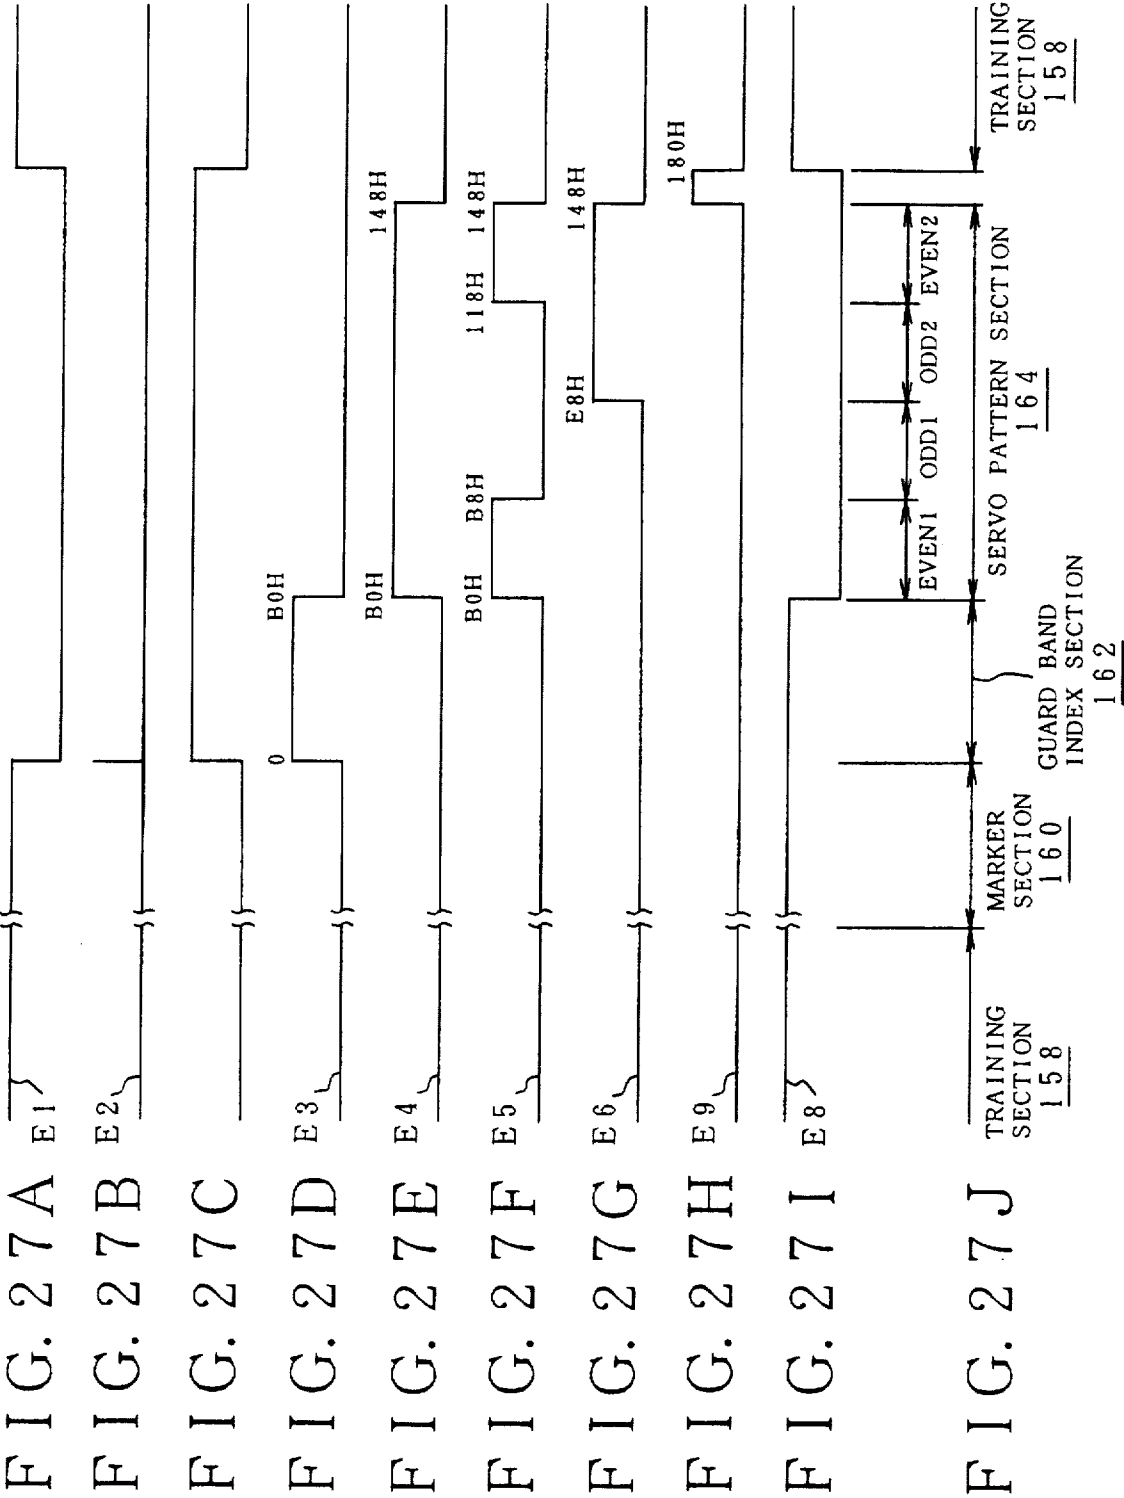 FIG. 27A
E1
FIG. 27B
E2
FIG. 27C
FIG. 27D
E3
0
B0H
FIG. 27E
E4
B0H
148H
FIG. 27F
E5
B0H
B8H
118H
148H
FIG. 27G
E6
E8H
148H
FIG. 27H
E9
180H
FIG. 27I
E8
EVEN1
ODD1
ODD2
EVEN2
FIG. 27J
TRAINING
SECTION
158
MARKER
SECTION
160
GUARD BAND
INDEX SECTION
162
SERVO PATTERN SECTION
164
TRAINING
SECTION
158